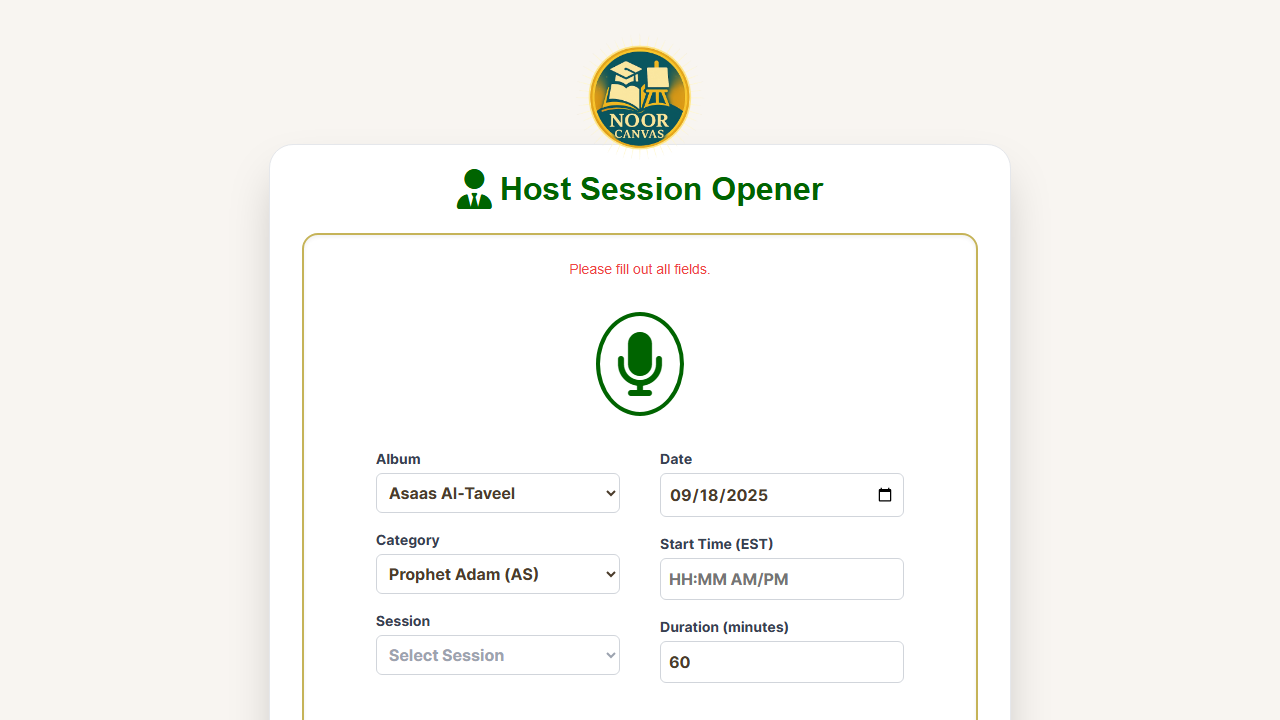 NOOR
CANVAS
Host Session Opener
Please fill out all fields.
Album
Asaas Al-Taveel
Category
Prophet Adam (AS)
Session
Select Session
Date
09/18/2025
Start Time (EST)
HH:MM AM/PM
Duration (minutes)
60